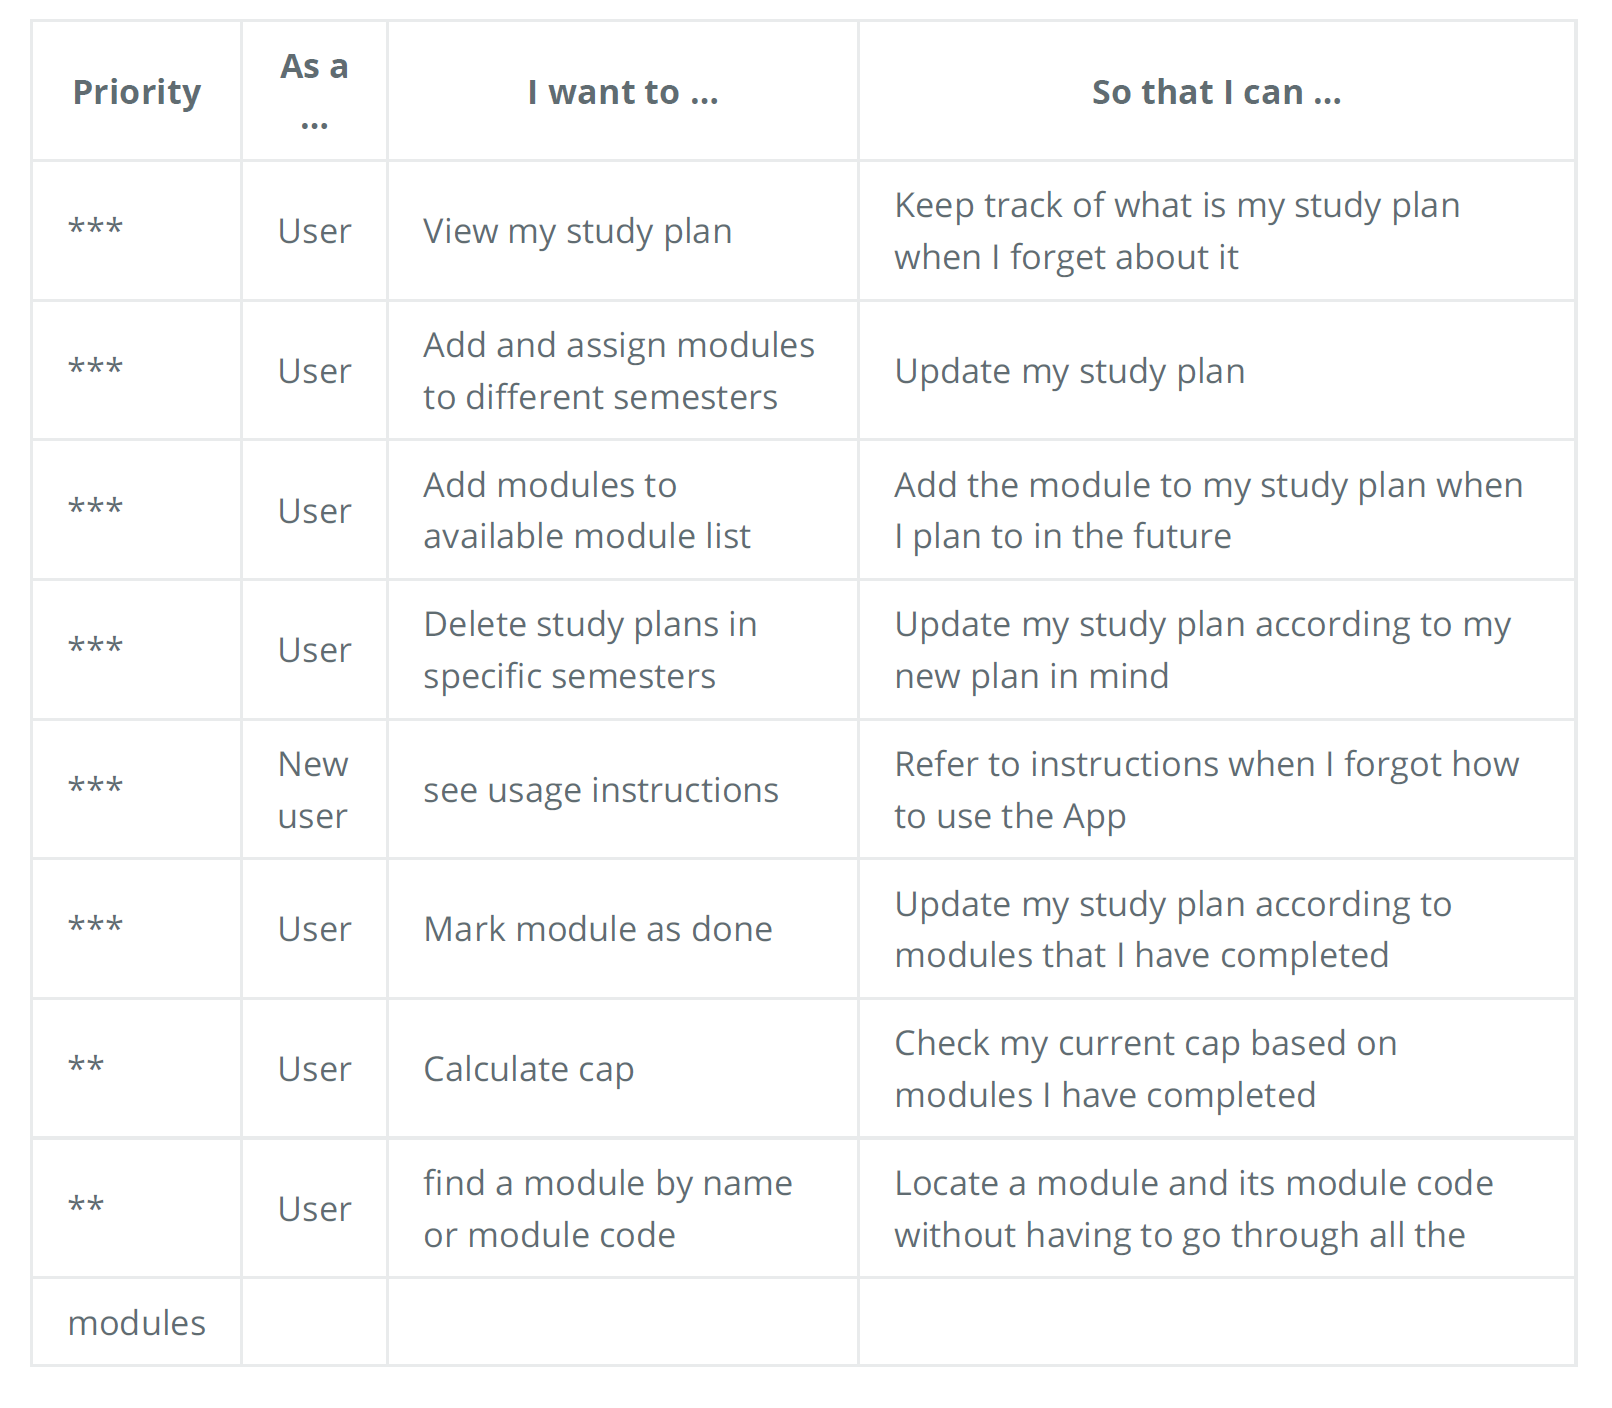 Priority
As a
...
I want to ...
So that I can ...
***
User
View my study plan
Keep track of what is my study plan
when I forget about it
***
User
Add and assign modules
to different semesters
Update my study plan
***
User
Add modules to
available module list
Add the module to my study plan when
I plan to in the future
***
User
Delete study plans in
specific semesters
Update my study plan according to my
new plan in mind
***
New
user
see usage instructions
Refer to instructions when I forgot how
to use the App
***
User
Mark module as done
Update my study plan according to
modules that I have completed
**
User
Calculate cap
Check my current cap based on
modules I have completed
**
User
find a module by name
or module code
Locate a module and its module code
without having to go through all the
modules